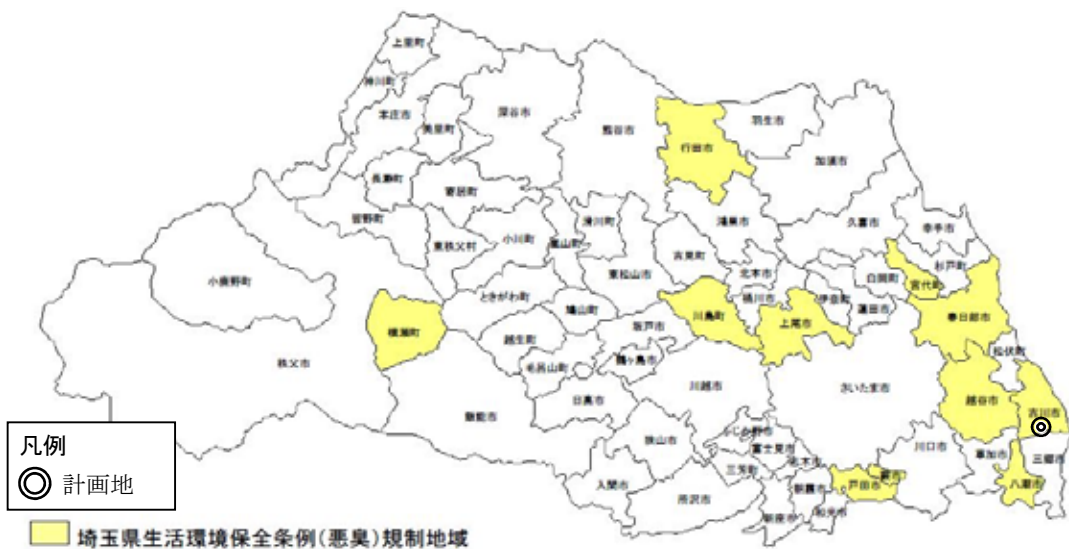 上里町
神川町
本庄市
美里町
深谷市
熊谷市
行田市
羽生市
加須市
長瀞町
寄居町
皆野町
東秩父村
小川町
嵐山町
滑川町
吉見町
鴻巣市
久喜市
幸手市
小鹿野町
東松山市
北本市
白岡町
杉戸町
宮代町
ときがわ町
鳩山町
川島町
桶川市
伊奈町
蓮田市
上尾市
春日部市
横瀬町
秩父市
越生町
坂戸市
毛呂山町
鶴ヶ島市
松伏町
日高市
川越市
さいたま市
越谷市
吉川市
飯能市
狭山市
ふじみ野市
富士見市
川口市
草加市
三郷市
入間市
三芳町
志木市
戸田市
蕨市
八潮市
所沢市
朝霞市
新座市
和光市
凡例
計画地
埼玉県生活環境保全条例(悪臭)規制地域